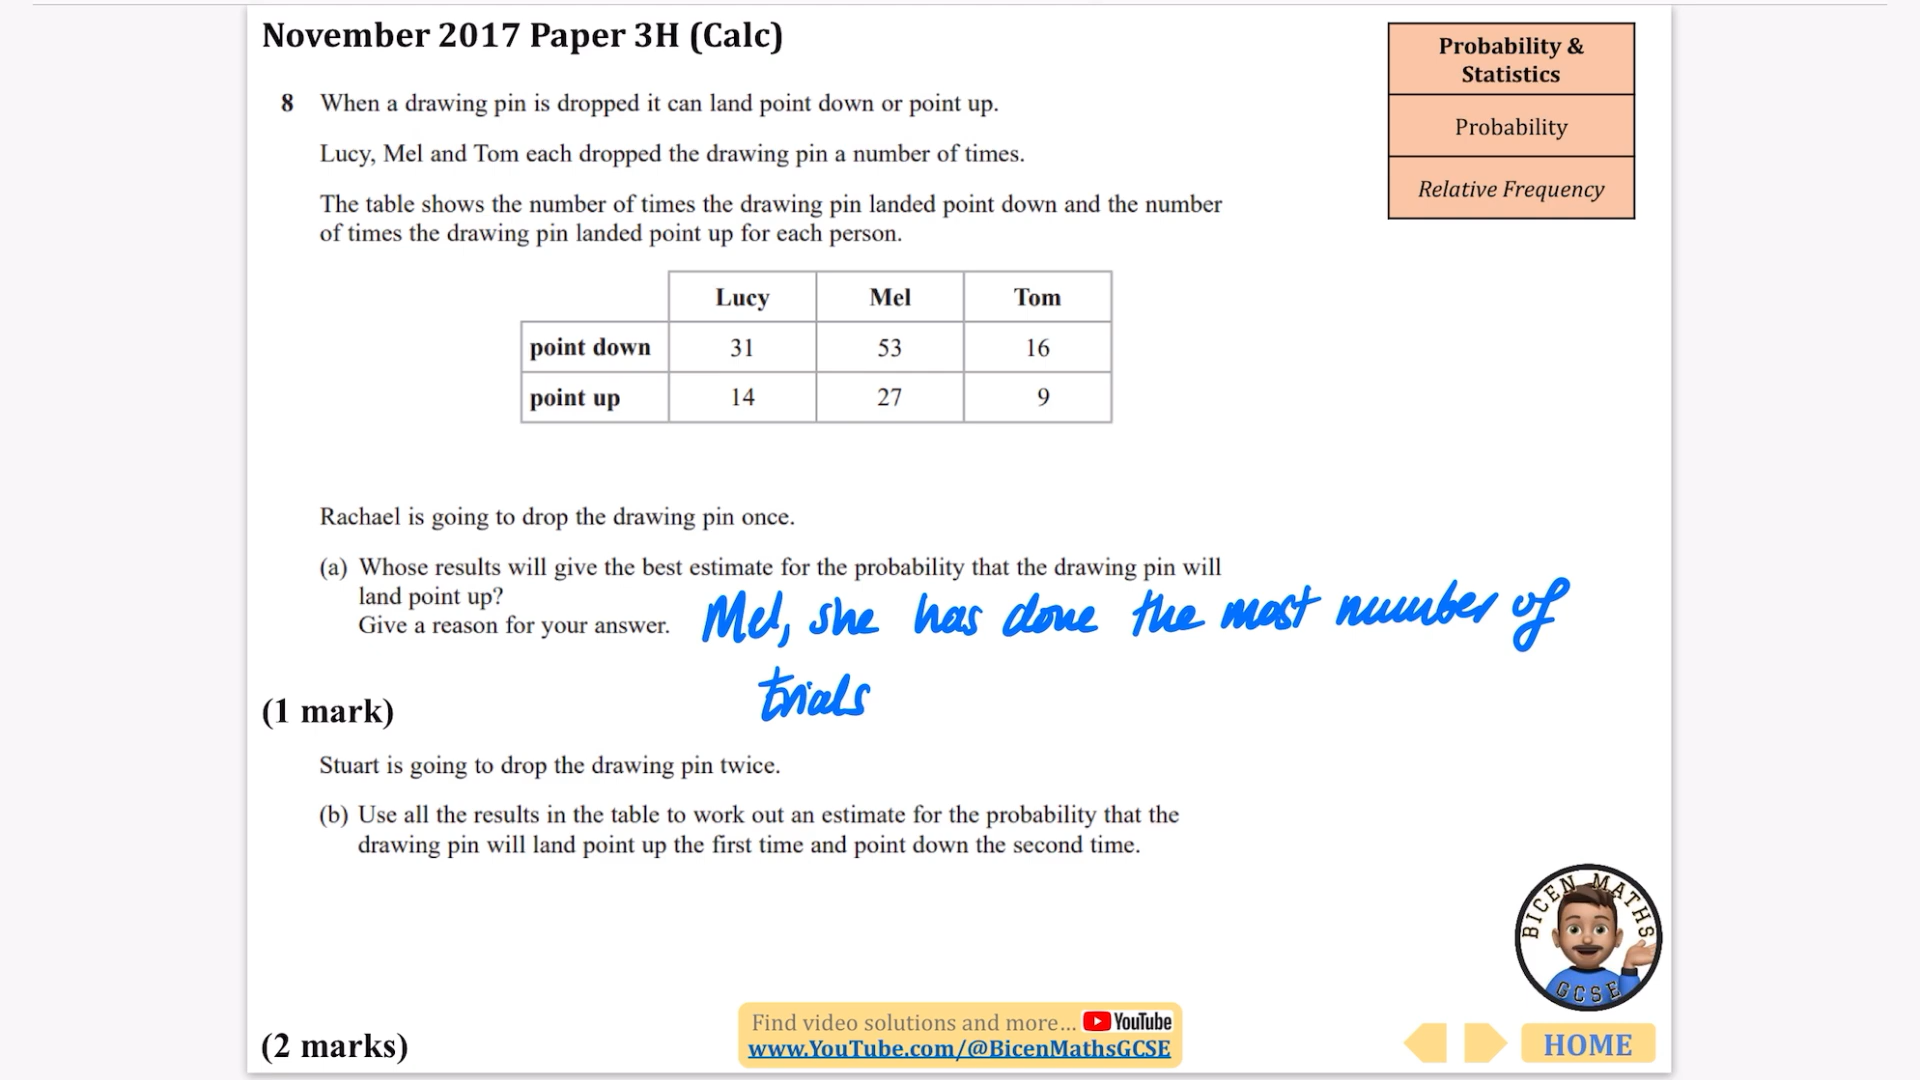 November 2017 Paper 3H (Calc)
Probability &
Statistics
Probability
Relative Frequency
8 When a drawing pin is dropped it can land point down or point up.
Lucy, Mel and Tom each dropped the drawing pin a number of times.
The table shows the number of times the drawing pin landed point down and the number
of times the drawing pin landed point up for each person.
Lucy Mel Tom
point down 31 53 16
point up 14 27 9
Rachael is going to drop the drawing pin once.
(a) Whose results will give the best estimate for the probability that the drawing pin will
land point up?
Give a reason for your answer.
Mel, she has done the most number of
trials
(1 mark)
Stuart is going to drop the drawing pin twice.
(b) Use all the results in the table to work out an estimate for the probability that the
drawing pin will land point up the first time and point down the second time.
BICEN MATHS
GCSE
(2 marks)
Find video solutions and more... YouTube
www.YouTube.com/@BicenMathsGCSE
HOME